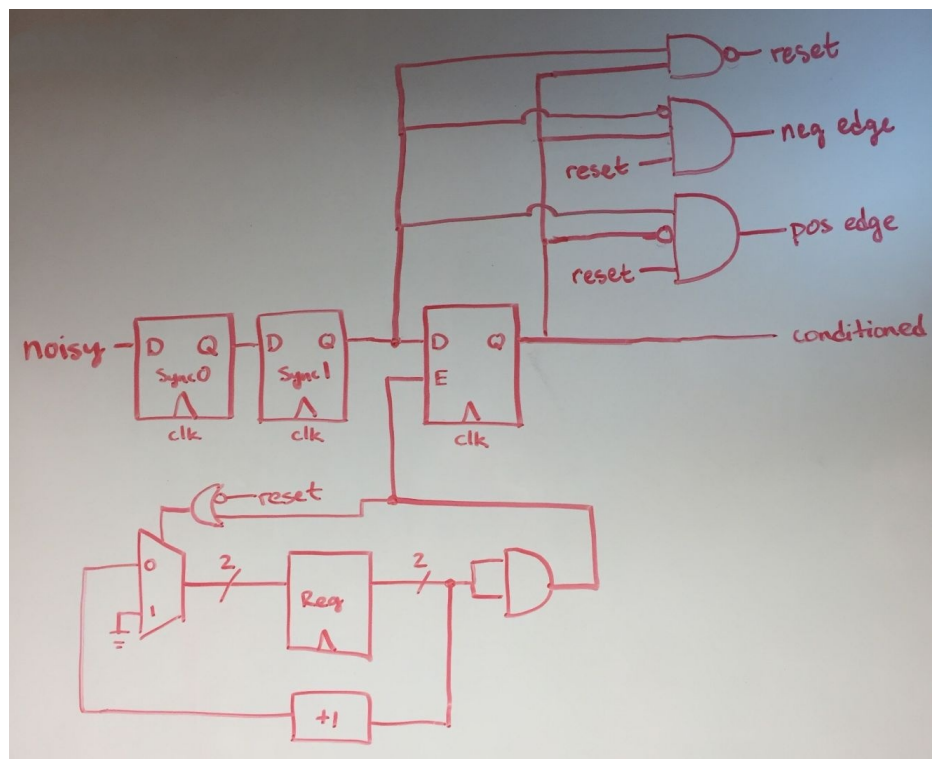 reset
neg edge
reset
pos edge
reset
noisy
D Q
Sync0
clk
D Q
Sync1
clk
D Q
E
clk
conditioned
reset
0
1
2
Reg
2
+1